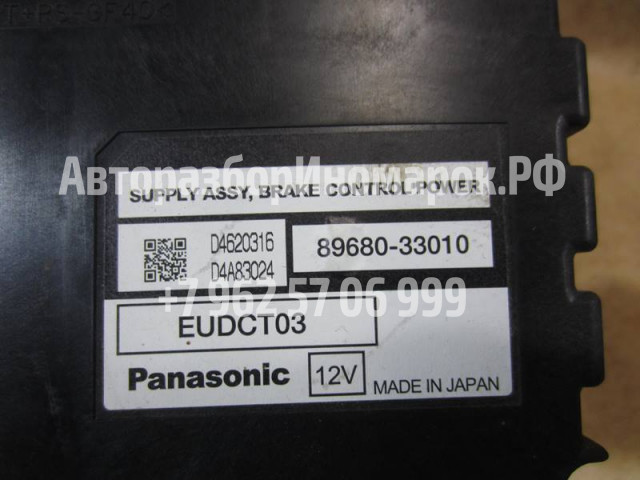 АвторазборИномарок.РФ
SUPPLY ASSY, BRAKE CONTROL POWER
D4620316
D4A83024
89680-33010
+7 962 57 06 999
EUDCT03
Panasonic
12V
MADE IN JAPAN